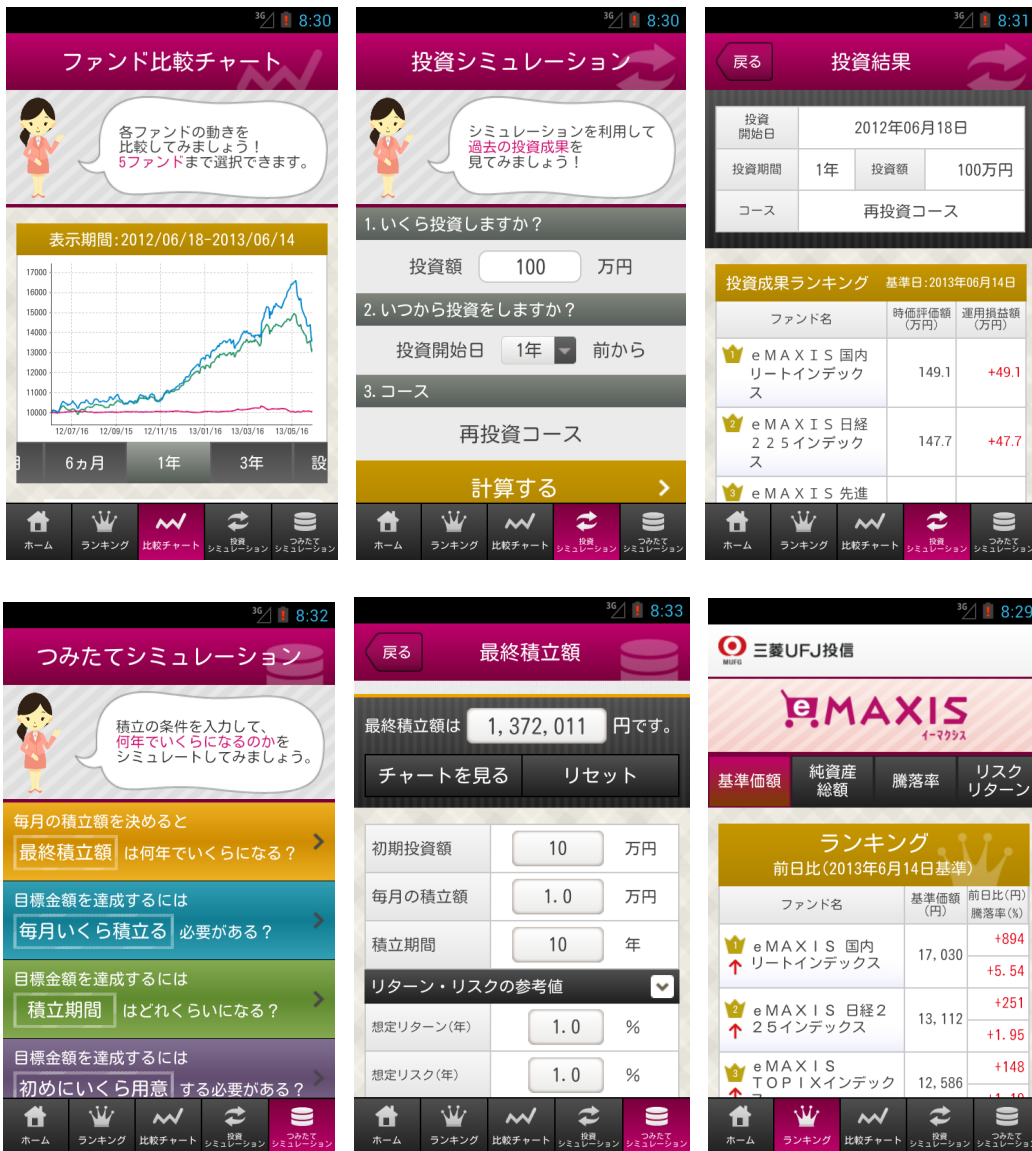 3G 8:30
ファンド比較チャート
各ファンドの動きを
比較してみましょう！
5ファンドまで選択できます。
表示期間:2012/06/18-2013/06/14
17000
16000
15000
14000
13000
12000
11000
10000
12/07/16 12/09/15 12/11/15 13/01/16 13/03/16 13/05/16
6ヵ月 1年 3年 設
ホーム ランキング 比較チャート 投資シミュレーション つみたてシミュレーション
3G 8:30
投資シミュレーション
シミュレーションを利用して
過去の投資成果を
見てみましょう！
1.いくら投資しますか？
投資額 100 万円
2.いつから投資をしますか？
投資開始日 1年 前から
3.コース
再投資コース
計算する
ホーム ランキング 比較チャート 投資シミュレーション つみたてシミュレーション
3G 8:31
戻る 投資結果
投資開始日 2012年06月18日
投資期間 1年 投資額 100万円
コース 再投資コース
投資成果ランキング 基準日:2013年06月14日
ファンド名 時価評価額(万円) 運用損益額(万円)
1 ｅＭＡＸＩＳ国内
リートインデック 149.1 +49.1
ス
2 ｅＭＡＸＩＳ日経
２２５インデック 147.7 +47.7
ス
3 ｅＭＡＸＩＳ先進
ホーム ランキング 比較チャート 投資シミュレーション つみたてシミュレーション
3G 8:32
つみたてシミュレーション
積立の条件を入力して、
何年でいくらになるのかを
シミュレートしてみましょう。
毎月の積立額を決めると
最終積立額 は何年でいくらになる？
目標金額を達成するには
毎月いくら積立る 必要がある？
目標金額を達成するには
積立期間 はどれくらいになる？
目標金額を達成するには
初めにいくら用意 する必要がある？
ホーム ランキング 比較チャート 投資シミュレーション つみたてシミュレーション
3G 8:33
戻る 最終積立額
最終積立額は 1,372,011 円です。
チャートを見る リセット
初期投資額 10 万円
毎月の積立額 1.0 万円
積立期間 10 年
リターン・リスクの参考値
想定リターン(年) 1.0 %
想定リスク(年) 1.0 %
ホーム ランキング 比較チャート 投資シミュレーション つみたてシミュレーション
3G 8:29
MUFG 三菱UFJ投信
eMAXIS
イーマクシス
基準価額 純資産総額 騰落率 リスクリターン
ランキング
前日比(2013年6月14日基準)
ファンド名 基準価額(円) 前日比(円) 騰落率(%)
1 ｅＭＡＸＩＳ 国内 +894
リートインデックス 17,030 +5.54
2 ｅＭＡＸＩＳ 日経２ +251
２５インデックス 13,112 +1.95
3 ｅＭＡＸＩＳ +148
ＴＯＰＩＸインデック 12,586
ホーム ランキング 比較チャート 投資シミュレーション つみたてシミュレーション